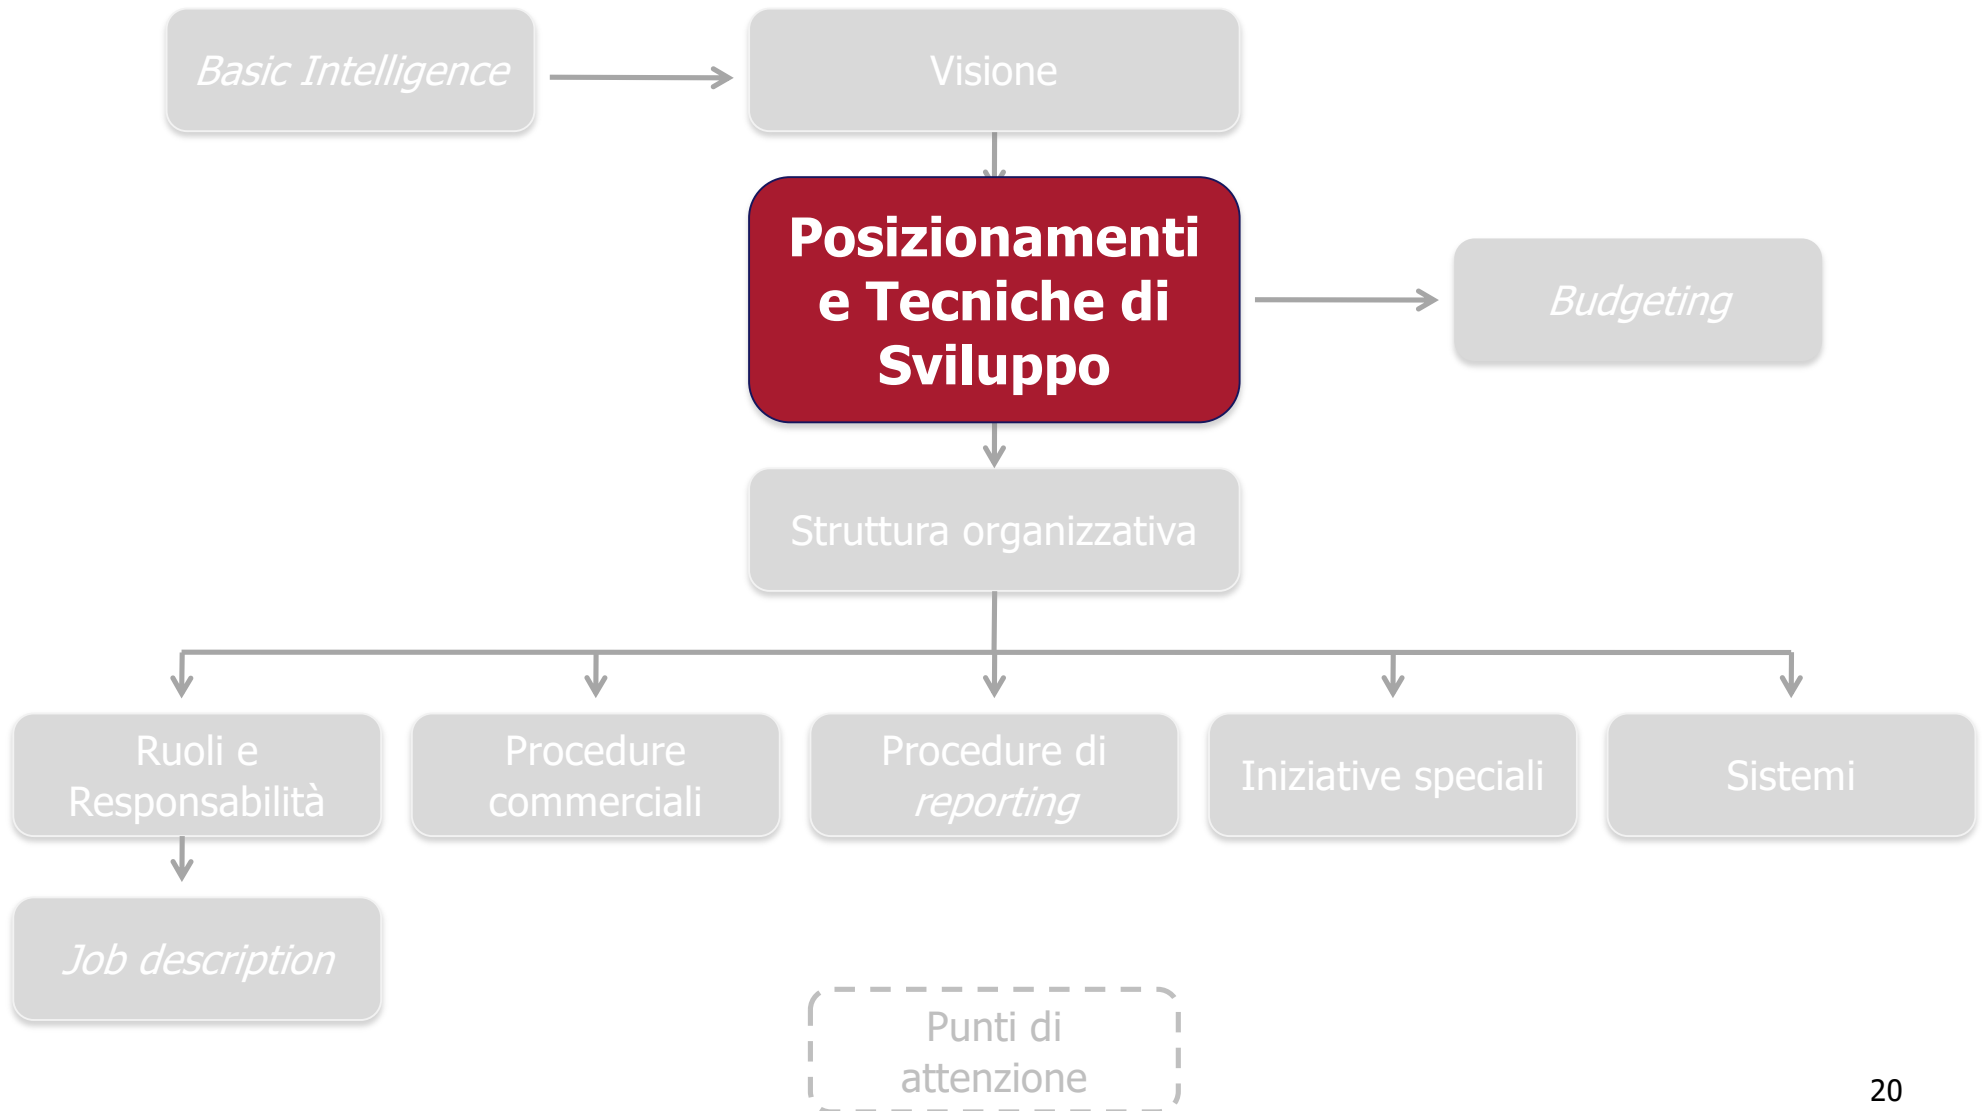 Basic Intelligence
Visione
Posizionamenti
e Tecniche di
Sviluppo
Budgeting
Struttura organizzativa
Ruoli e
Responsabilità
Procedure
commerciali
Procedure di
reporting
Iniziative speciali
Sistemi
Job description
Punti di
attenzione
20